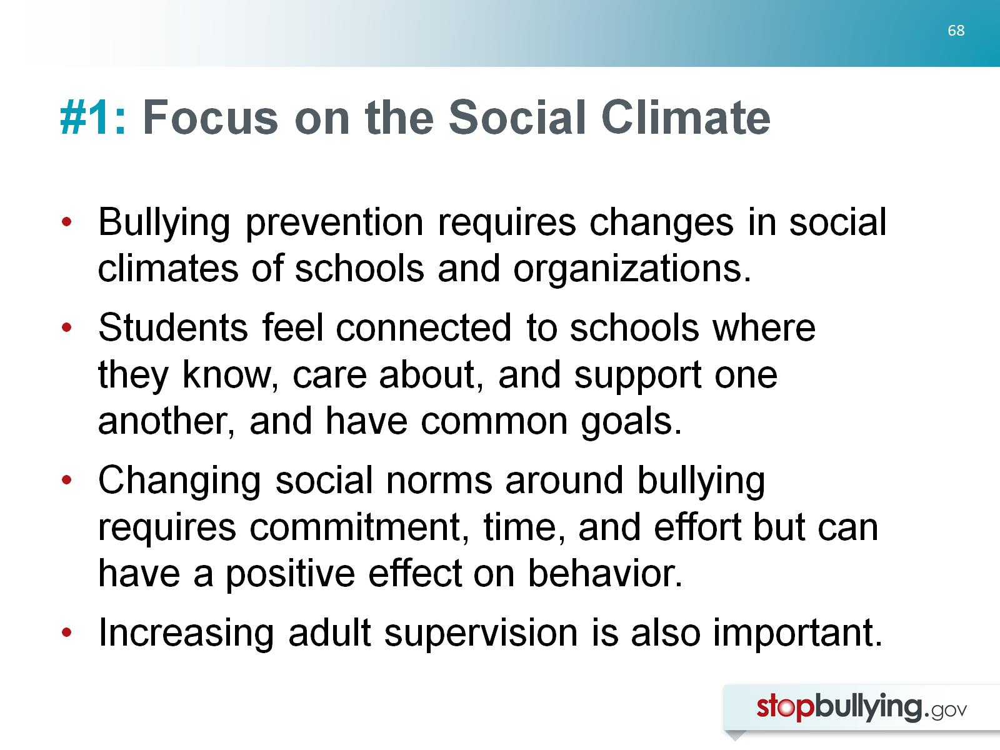 68
#1: Focus on the Social Climate
• Bullying prevention requires changes in social
climates of schools and organizations.
• Students feel connected to schools where
they know, care about, and support one
another, and have common goals.
• Changing social norms around bullying
requires commitment, time, and effort but can
have a positive effect on behavior.
• Increasing adult supervision is also important.
stopbullying.gov